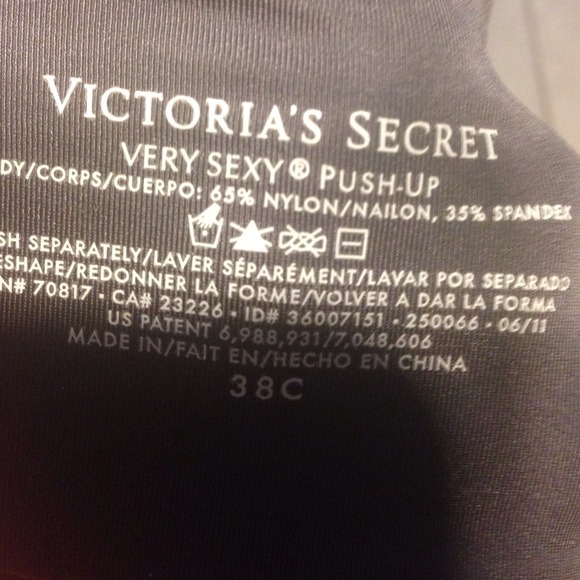 VICTORIA'S SECRET
VERY SEXY® PUSH-UP
DY/CORPS/CUERPO: 65% NYLON/NAILON, 35% SPANDEX
SH SEPARATELY/LAVER SÉPARÉMENT/LAVAR POR SEPARADO
ESHAPE/REDONNER LA FORME/VOLVER A DAR LA FORMA
N# 70817 • CA# 23226 • ID# 36007151 • 250066 • 06/11
US PATENT 6,988,931/7,048,606
MADE IN/FAIT EN/HECHO EN CHINA
38C